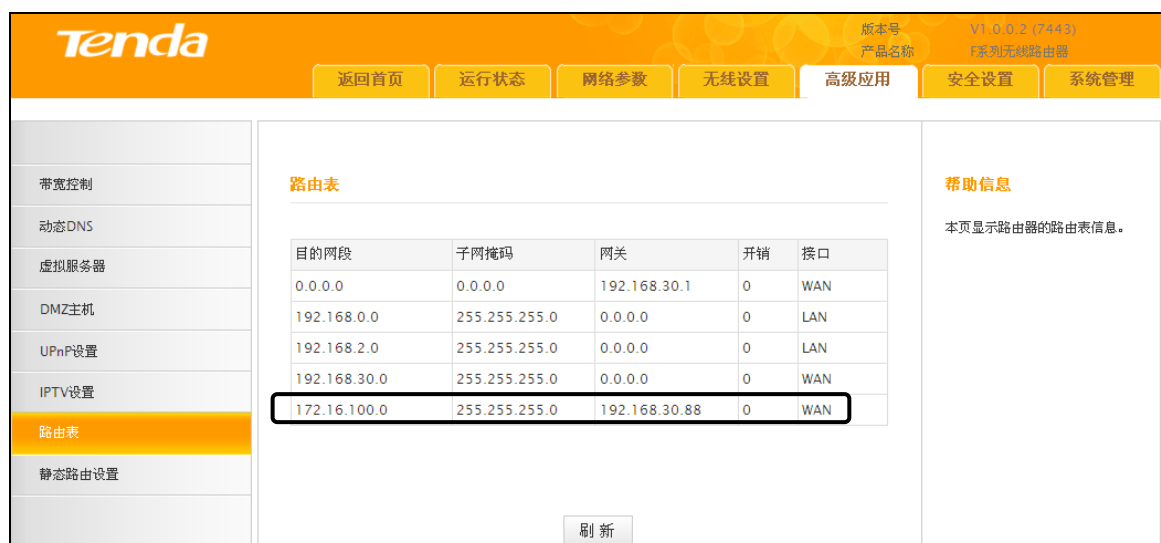 Tenda
版本号 V1.0.0.2 (7443)
产品名称 F系列无线路由器
返回首页 运行状态 网络参数 无线设置 高级应用 安全设置 系统管理
带宽控制
动态DNS
虚拟服务器
DMZ主机
UPnP设置
IPTV设置
路由表
静态路由设置
路由表
目的网段 子网掩码 网关 开销 接口
0.0.0.0 0.0.0.0 192.168.30.1 0 WAN
192.168.0.0 255.255.255.0 0.0.0.0 0 LAN
192.168.2.0 255.255.255.0 0.0.0.0 0 LAN
192.168.30.0 255.255.255.0 0.0.0.0 0 WAN
172.16.100.0 255.255.255.0 192.168.30.88 0 WAN
刷 新
帮助信息
本页显示路由器的路由表信息。